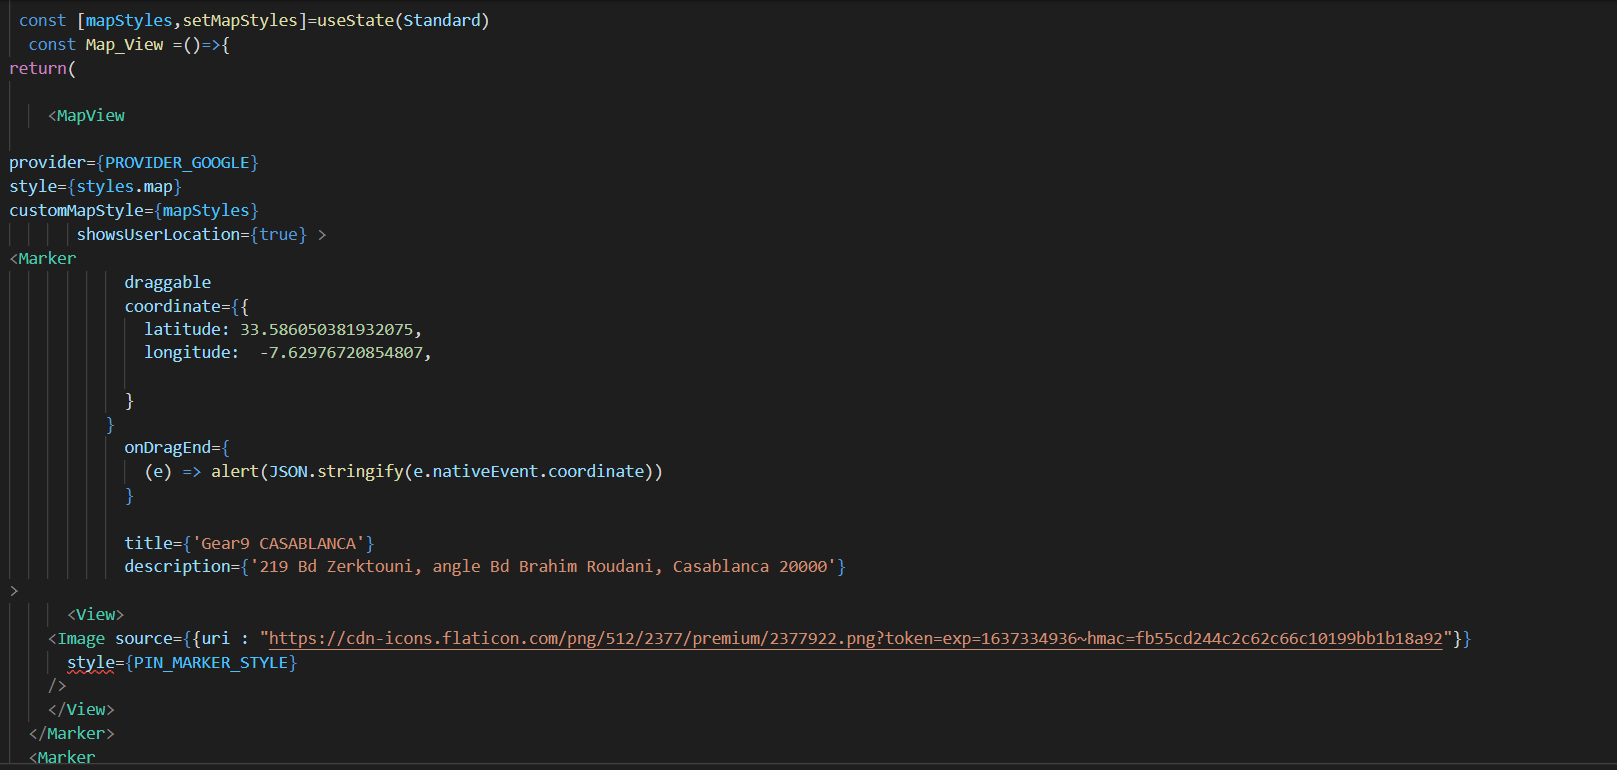 const [mapStyles,setMapStyles]=useState(Standard)
const Map_View =()=>{
return(
<MapView
provider={PROVIDER_GOOGLE}
style={styles.map}
customMapStyle={mapStyles}
showsUserLocation={true} >
<Marker
draggable
coordinate={{
latitude: 33.586050381932075,
longitude:  -7.62976720854807,
}
}
onDragEnd={
(e) => alert(JSON.stringify(e.nativeEvent.coordinate))
}
title={'Gear9 CASABLANCA'}
description={'219 Bd Zerktouni, angle Bd Brahim Roudani, Casablanca 20000'}
>
<View>
<Image source={{uri : "https://cdn-icons.flaticon.com/png/512/2377/premium/2377922.png?token=exp=1637334936~hmac=fb55cd244c2c62c66c10199bb1b18a92"}}
style={PIN_MARKER_STYLE}
/>
</View>
</Marker>
<Marker